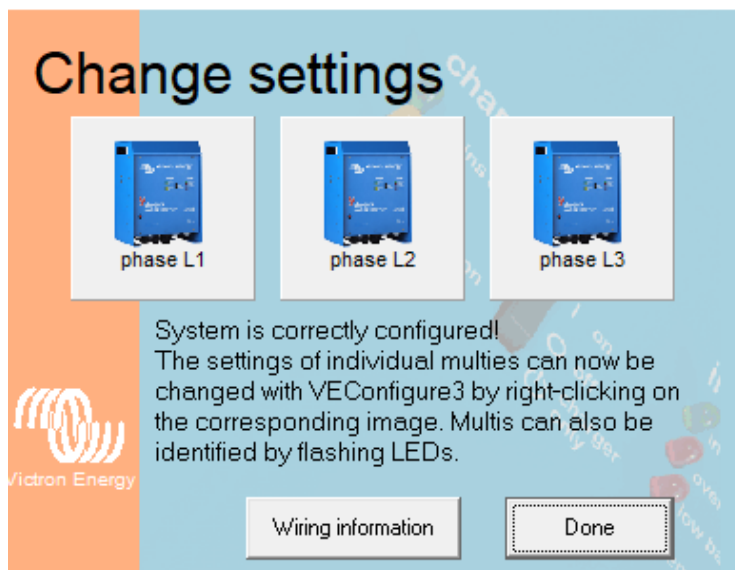 Change settings
phase L1
phase L2
phase L3
System is correctly configured!
The settings of individual multies can now be
changed with VEConfigure3 by right-clicking on
the corresponding image. Multis can also be
identified by flashing LEDs.
Victron Energy
Wiring information
Done